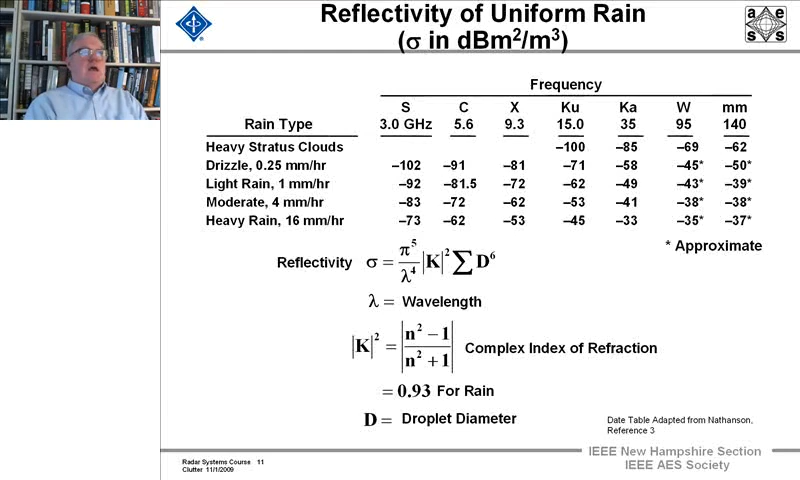 Reflectivity of Uniform Rain
(σ in dBm²/m³)
a e
s s
Frequency
S C X Ku Ka W mm
Rain Type 3.0 GHz 5.6 9.3 15.0 35 95 140
Heavy Stratus Clouds –100 –85 –69 –62
Drizzle, 0.25 mm/hr –102 –91 –81 –71 –58 –45* –50*
Light Rain, 1 mm/hr –92 –81.5 –72 –62 –49 –43* –39*
Moderate, 4 mm/hr –83 –72 –62 –53 –41 –38* –38*
Heavy Rain, 16 mm/hr –73 –62 –53 –45 –33 –35* –37*
* Approximate
Reflectivity σ = π⁵/λ⁴ |K|² ∑ D⁶
λ = Wavelength
|K|² = |n² −1 / n² +1| Complex Index of Refraction
= 0.93 For Rain
D = Droplet Diameter
Date Table Adapted from Nathanson,
Reference 3
Radar Systems Course 11
Clutter 11/1/2009
IEEE New Hampshire Section
IEEE AES Society